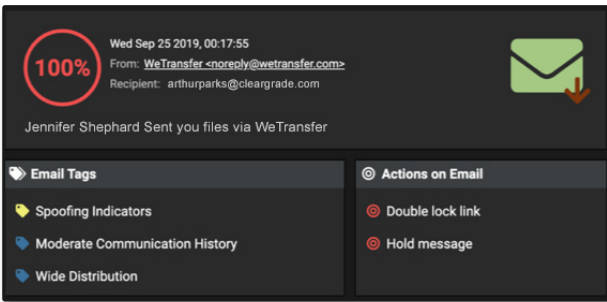 100%
Wed Sep 25 2019, 00:17:55
From: WeTransfer <noreply@wetransfer.com>
Recipient: arthurparks@cleargrade.com
Jennifer Shephard Sent you files via WeTransfer
Email Tags
Spoofing Indicators
Moderate Communication History
Wide Distribution
Actions on Email
Double lock link
Hold message